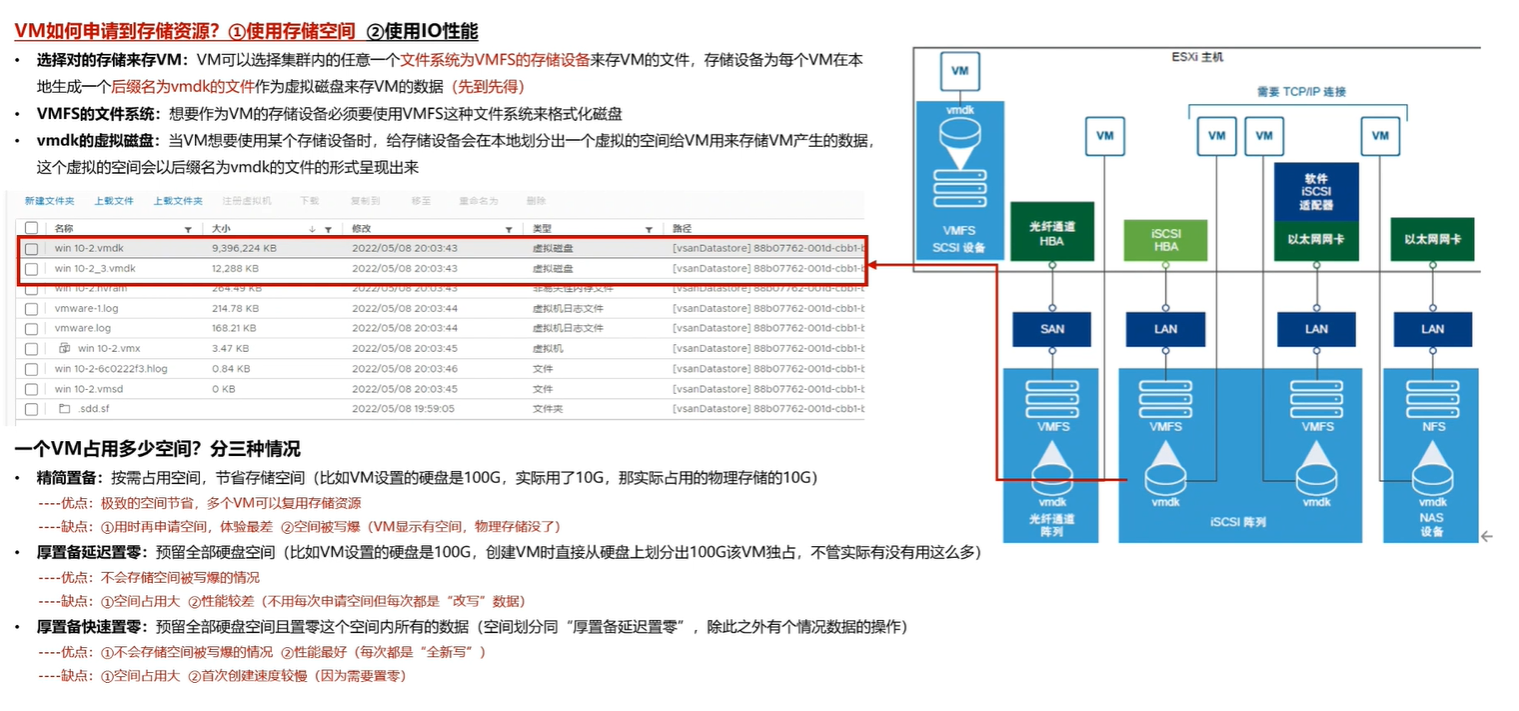 VM如何申请到存储资源？①使用存储空间 ②使用IO性能
• 选择对的存储来存VM：VM可以选择集群内的任意一个文件系统为VMFS的存储设备来存VM的文件，存储设备为每个VM在本
地生成一个后缀名为vmdk的文件作为虚拟磁盘来存VM的数据（先到先得）
• VMFS的文件系统：想要作为VM的存储设备必须要使用VMFS这种文件系统来格式化磁盘
• vmdk的虚拟磁盘：当VM想要使用某个存储设备时，给存储设备会在本地划分出一个虚拟的空间给VM用来存储VM产生的数据，
这个虚拟的空间会以后缀名为vmdk的文件的形式呈现出来
新建文件夹 上载文件 上载文件夹 注册虚拟机 下载 复制到 移至 重命名为 删除
名称 大小 修改 类型 路径
win 10-2.vmdk 9,396,224 KB 2022/05/08 20:03:43 虚拟磁盘 [vsanDatastore] 88b07762-001d-cbb1-b
win 10-2_3.vmdk 12,288 KB 2022/05/08 20:03:43 虚拟磁盘 [vsanDatastore] 88b07762-001d-cbb1-b
win 10-2.nvram 264.49 KB 2022/05/08 20:03:43 非易失性内存文件 [vsanDatastore] 88b07762-001d-cbb1-b
vmware-1.log 214.78 KB 2022/05/08 20:03:44 虚拟机日志文件 [vsanDatastore] 88b07762-001d-cbb1-b
vmware.log 168.21 KB 2022/05/08 20:03:44 虚拟机日志文件 [vsanDatastore] 88b07762-001d-cbb1-b
win 10-2.vmx 3.47 KB 2022/05/08 20:03:45 虚拟机 [vsanDatastore] 88b07762-001d-cbb1-b
win 10-2-6c0222f3.hlog 0.84 KB 2022/05/08 20:03:46 文件 [vsanDatastore] 88b07762-001d-cbb1-b
win 10-2.vmsd 0 KB 2022/05/08 20:03:45 文件 [vsanDatastore] 88b07762-001d-cbb1-b
.sdd.sf 2022/05/08 19:59:05 文件夹 [vsanDatastore] 88b07762-001d-cbb1-b
一个VM占用多少空间？分三种情况
• 精简置备：按需占用空间，节省存储空间（比如VM设置的硬盘是100G，实际用了10G，那实际占用的物理存储的10G）
----优点：极致的空间节省，多个VM可以复用存储资源
----缺点：①用时再申请空间，体验最差 ②空间被写爆（VM显示有空间，物理存储没了）
• 厚置备延迟置零：预留全部硬盘空间（比如VM设置的硬盘是100G，创建VM时直接从硬盘上划分出100G该VM独占，不管实际有没有用这么多）
----优点：不会存储空间被写爆的情况
----缺点：①空间占用大 ②性能较差（不用每次申请空间但每次都是“改写”数据）
• 厚置备快速置零：预留全部硬盘空间且置零这个空间内所有的数据（空间划分同“厚置备延迟置零”，除此之外有个情况数据的操作）
----优点：①不会存储空间被写爆的情况 ②性能最好（每次都是“全新写”）
----缺点：①空间占用大 ②首次创建速度较慢（因为需要置零）
ESXi 主机
VM
需要 TCP/IP 连接
vmdk
VM VM VM VM
VMFS
SCSI 设备
光纤通道
HBA
iSCSI
HBA
软件
iSCSI
适配器
以太网网卡 以太网网卡
SAN LAN LAN LAN
VMFS VMFS VMFS NFS
vmdk vmdk vmdk vmdk
光纤通道
阵列
iSCSI 阵列
NAS
设备